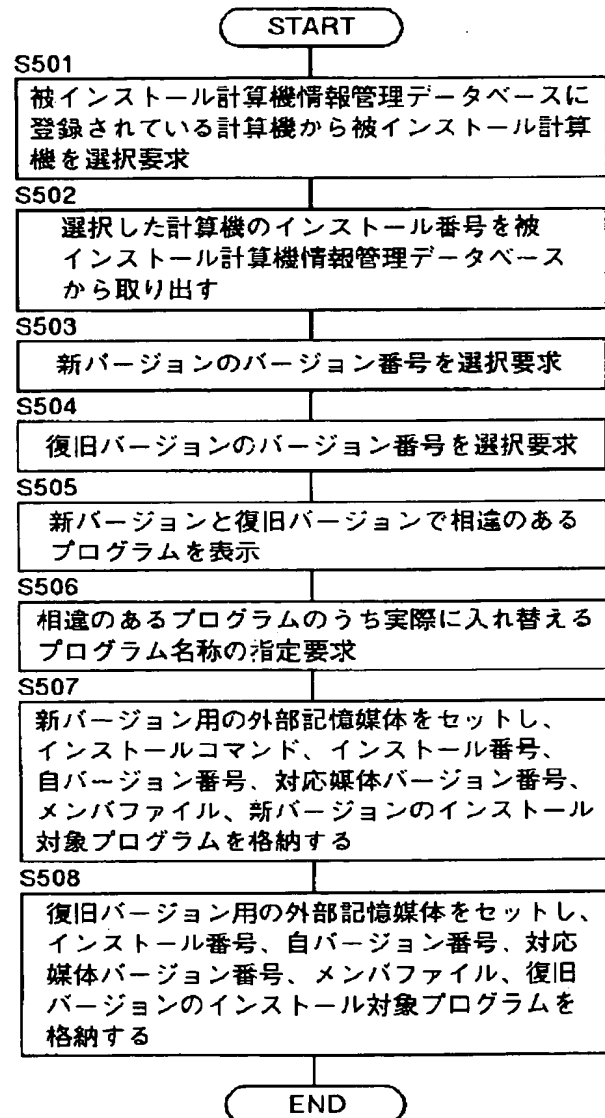 START
S501
被インストール計算機情報管理データベースに
登録されている計算機から被インストール計算
機を選択要求
S502
選択した計算機のインストール番号を被
インストール計算機情報管理データベース
から取り出す
S503
新バージョンのバージョン番号を選択要求
S504
復旧バージョンのバージョン番号を選択要求
S505
新バージョンと復旧バージョンで相違のある
プログラムを表示
S506
相違のあるプログラムのうち実際に入れ替える
プログラム名称の指定要求
S507
新バージョン用の外部記憶媒体をセットし、
インストールコマンド、インストール番号、
自バージョン番号、対応媒体バージョン番号、
メンバファイル、新バージョンのインストール
対象プログラムを格納する
S508
復旧バージョン用の外部記憶媒体をセットし、
インストール番号、自バージョン番号、対応
媒体バージョン番号、メンバファイル、復旧
バージョンのインストール対象プログラムを
格納する
END